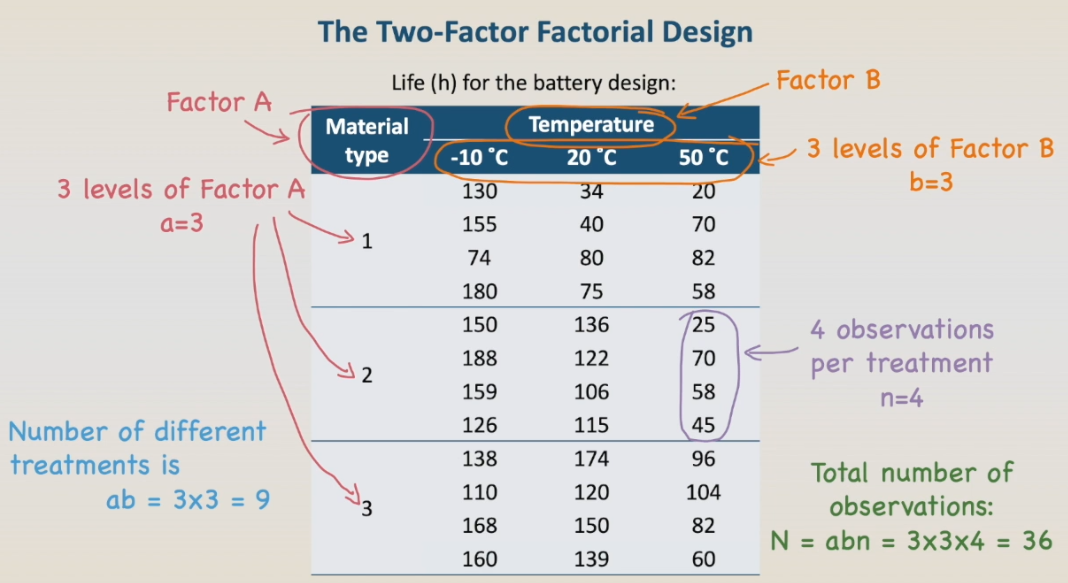 The Two-Factor Factorial Design
Life (h) for the battery design:
Factor A
Factor B
Material type
Temperature
-10 °C 20 °C 50 °C
3 levels of Factor B
b=3
3 levels of Factor A
a=3
130 34 20
155 40 70
1
74 80 82
180 75 58
150 136 25
188 122 70
2
159 106 58
126 115 45
4 observations
per treatment
n=4
Number of different
treatments is
ab = 3x3 = 9
138 174 96
110 120 104
3
168 150 82
160 139 60
Total number of
observations:
N = abn = 3x3x4 = 36